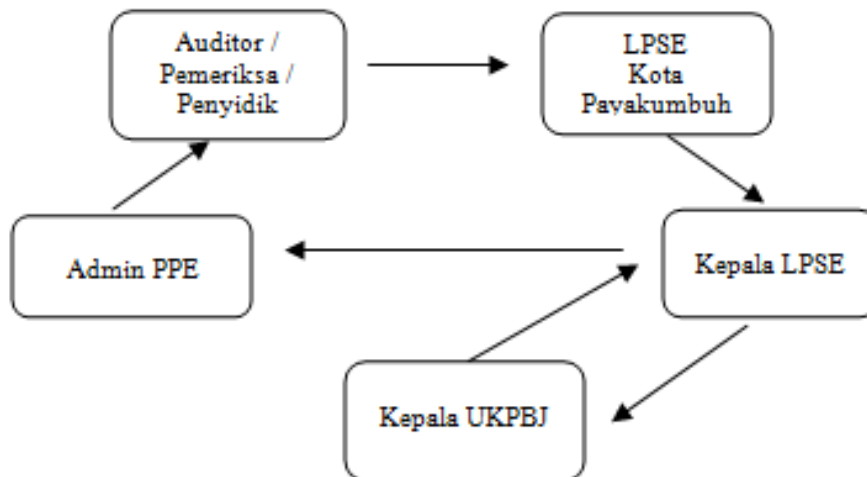 Auditor /
Pemeriksa /
Penyidik
LPSE
Kota
Payakumbuh
Admin PPE
Kepala LPSE
Kepala UKPBJ